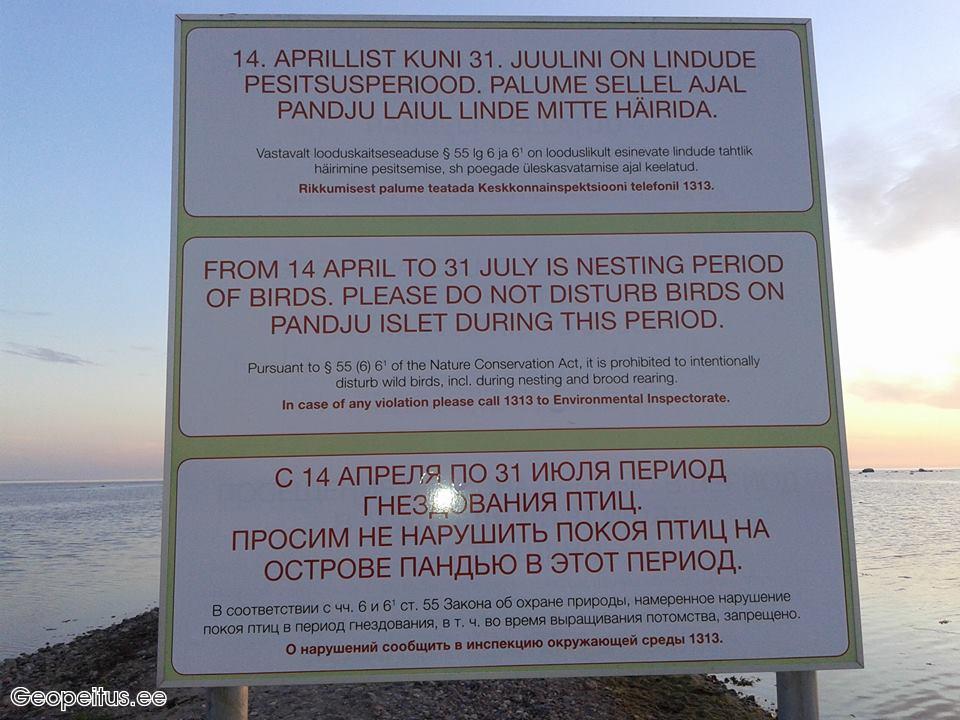 14. APRILLIST KUNI 31. JUULINI ON LINDUDE
PESITSUSPERIOOD. PALUME SELLEL AJAL
PANDJU LAIUL LINDE MITTE HÄIRIDA.
Vastavalt looduskaitseseaduse § 55 lg 6 ja 6¹ on looduslikult esinevate lindude tahtlik
häirimine pesitsemise, sh poegade üleskasvatamise ajal keelatud.
Rikkumisest palume teatada Keskkonnainspektsiooni telefonil 1313.
FROM 14 APRIL TO 31 JULY IS NESTING PERIOD
OF BIRDS. PLEASE DO NOT DISTURB BIRDS ON
PANDJU ISLET DURING THIS PERIOD.
Pursuant to § 55 (6) 6¹ of the Nature Conservation Act, it is prohibited to intentionally
disturb wild birds, incl. during nesting and brood rearing.
In case of any violation please call 1313 to Environmental Inspectorate.
С 14 АПРЕЛЯ ПО 31 ИЮЛЯ ПЕРИОД
ГНЕЗДОВАНИЯ ПТИЦ.
ПРОСИМ НЕ НАРУШИТЬ ПОКОЯ ПТИЦ НА
ОСТРОВЕ ПАНДЬЮ В ЭТОТ ПЕРИОД.
В соответствии с чч. 6 и 6¹ ст. 55 Закона об охране природы, намеренное нарушение
покоя птиц в период гнездования, в т. ч. во время выращивания потомства, запрещено.
О нарушений сообщить в инспекцию окружающей среды 1313.
Geopeitus.ee